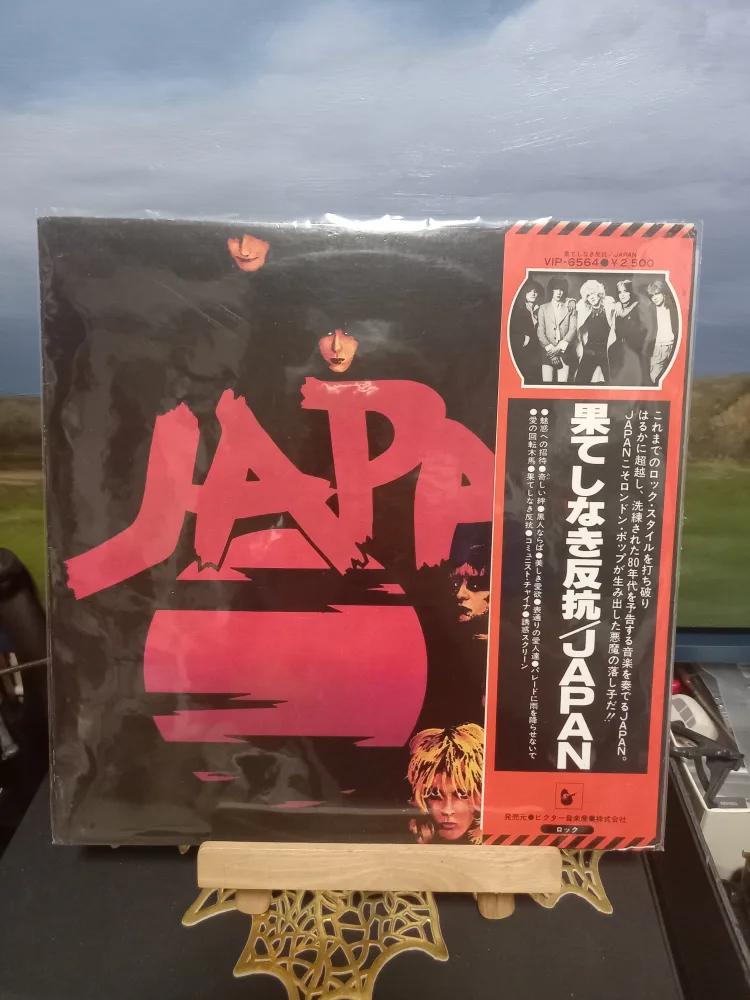 JAPA
果てしなき反抗/JAPAN
VIP-6564●¥2,500
これまでのロック・スタイルを打ち破り
はるかに超越し、洗練された80年代を予告する音楽を奏でるJAPAN。
JAPANこそロンドン・ポップが生み出した悪魔の落し子だ!!
果てしなき反抗/JAPAN
●魅惑への招待●奇しい絆●黒人ならば●美しき愛欲●表通りの愛人達●パレードに雨を降らせないで
●愛の回転木馬●果てしなき反抗●コミュニスト・チャイナ●誘惑スクリーン
発売元●ビクター音楽産業株式会社
ロック